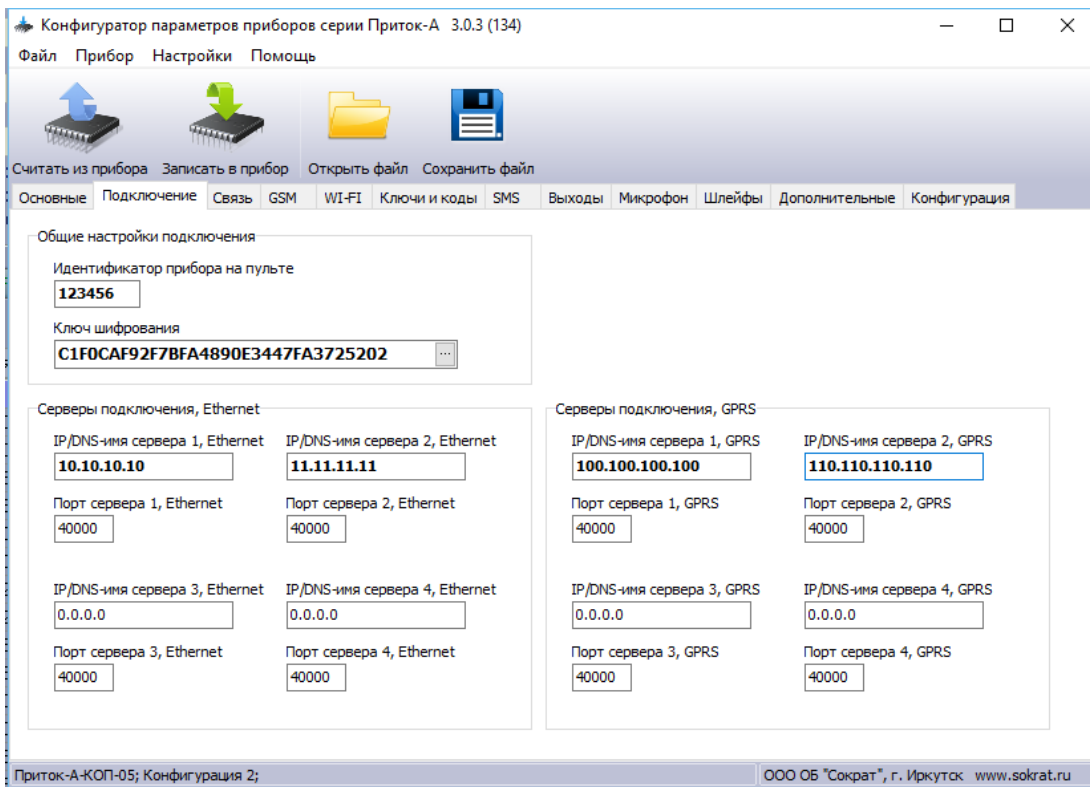 Конфигуратор параметров приборов серии Приток-А 3.0.3 (134)
Файл Прибор Настройки Помощь
Считать из прибора Записать в прибор Открыть файл Сохранить файл
Основные Подключение Связь GSM WI-FI Ключи и коды SMS Выходы Микрофон Шлейфы Дополнительные Конфигурация
Общие настройки подключения
Идентификатор прибора на пульте
123456
Ключ шифрования
C1F0CAF92F7BFA4890E3447FA3725202 ...
Серверы подключения, Ethernet
IP/DNS-имя сервера 1, Ethernet IP/DNS-имя сервера 2, Ethernet
10.10.10.10 11.11.11.11
Порт сервера 1, Ethernet Порт сервера 2, Ethernet
40000 40000
IP/DNS-имя сервера 3, Ethernet IP/DNS-имя сервера 4, Ethernet
0.0.0.0 0.0.0.0
Порт сервера 3, Ethernet Порт сервера 4, Ethernet
40000 40000
Серверы подключения, GPRS
IP/DNS-имя сервера 1, GPRS IP/DNS-имя сервера 2, GPRS
100.100.100.100 110.110.110.110
Порт сервера 1, GPRS Порт сервера 2, GPRS
40000 40000
IP/DNS-имя сервера 3, GPRS IP/DNS-имя сервера 4, GPRS
0.0.0.0 0.0.0.0
Порт сервера 3, GPRS Порт сервера 4, GPRS
40000 40000
Приток-А-КОП-05; Конфигурация 2; ООО ОБ "Сократ", г. Иркутск www.sokrat.ru